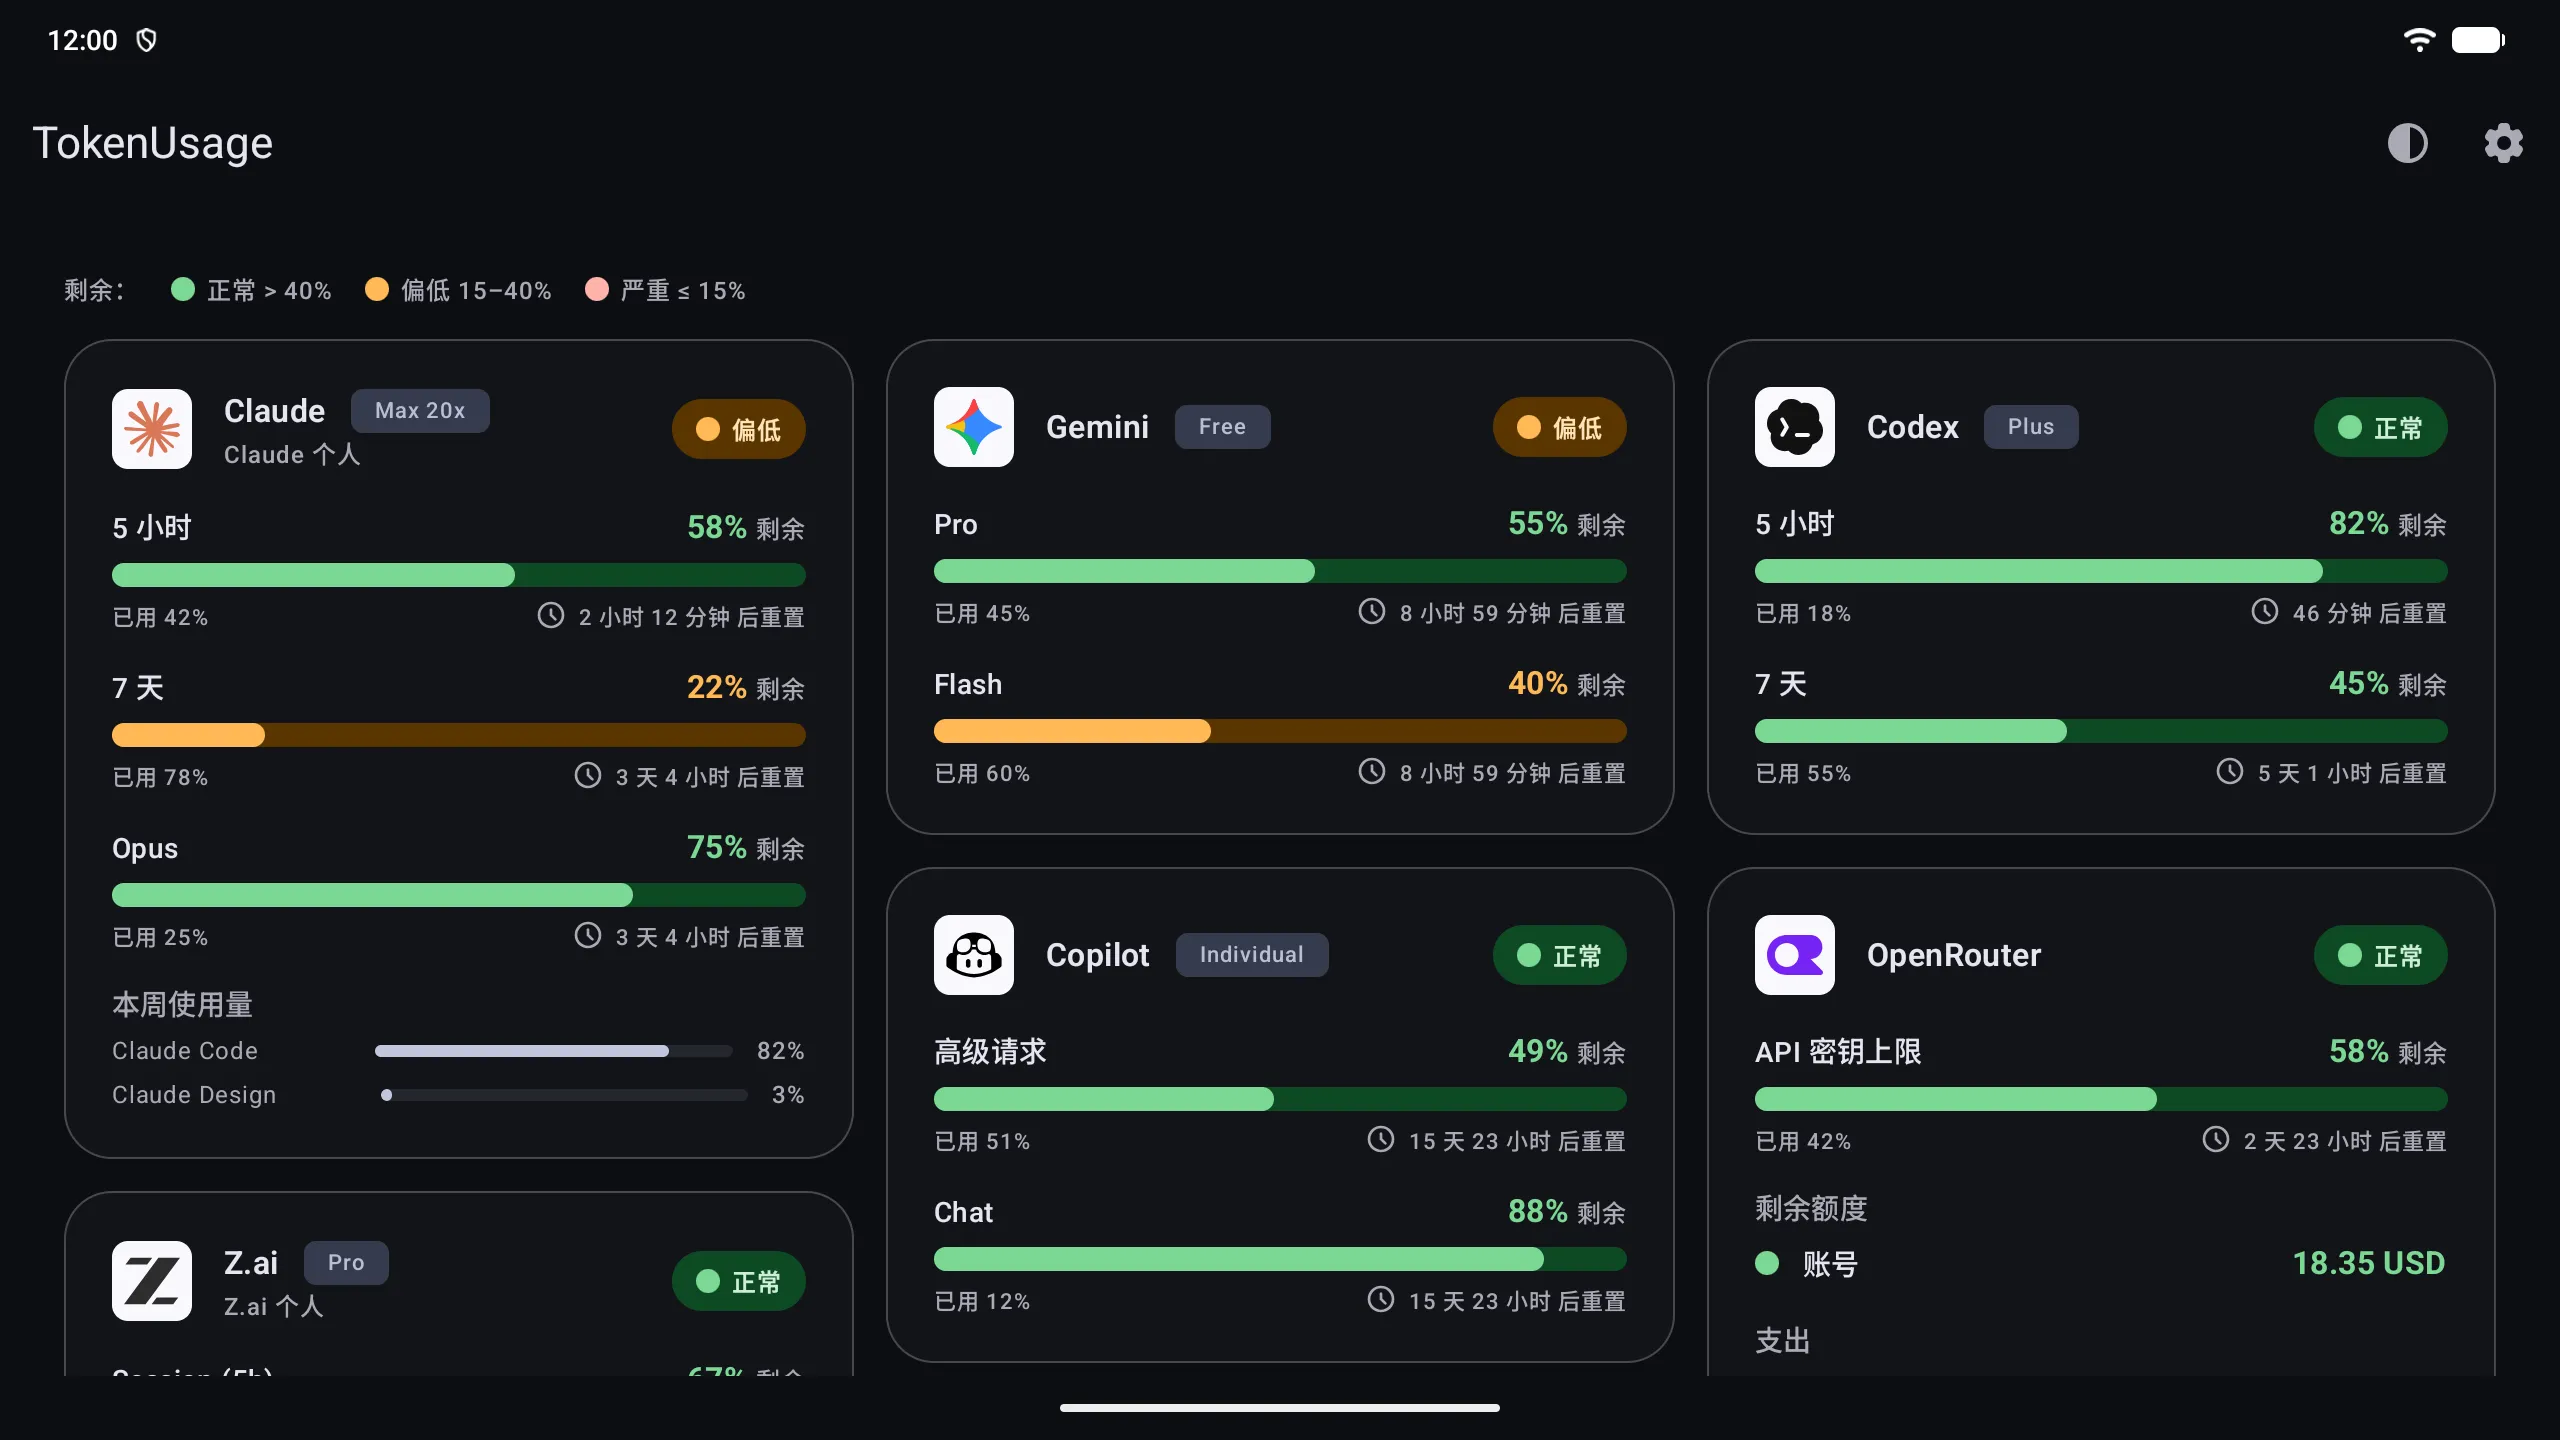 12:00
TokenUsage
剩余： 正常 > 40% 偏低 15–40% 严重 ≤ 15%
Claude Max 20x 偏低
Claude 个人
5 小时 58% 剩余
已用 42% 2 小时 12 分钟 后重置
7 天 22% 剩余
已用 78% 3 天 4 小时 后重置
Opus 75% 剩余
已用 25% 3 天 4 小时 后重置
本周使用量
Claude Code 82%
Claude Design 3%
Z.ai Pro 正常
Z.ai 个人
Session (5h) 67% 剩余
Gemini Free 偏低
Pro 55% 剩余
已用 45% 8 小时 59 分钟 后重置
Flash 40% 剩余
已用 60% 8 小时 59 分钟 后重置
Copilot Individual 正常
高级请求 49% 剩余
已用 51% 15 天 23 小时 后重置
Chat 88% 剩余
已用 12% 15 天 23 小时 后重置
Codex Plus 正常
5 小时 82% 剩余
已用 18% 46 分钟 后重置
7 天 45% 剩余
已用 55% 5 天 1 小时 后重置
OpenRouter 正常
API 密钥上限 58% 剩余
已用 42% 2 天 23 小时 后重置
剩余额度
账号 18.35 USD
支出